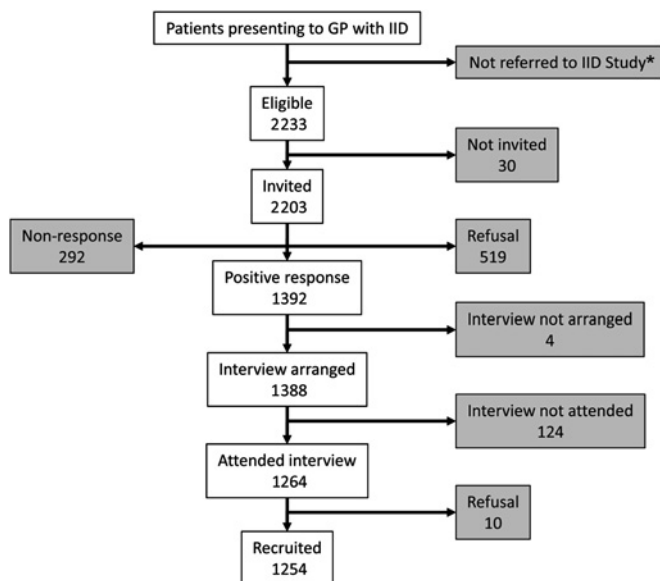 Patients presenting to GP with IID
Not referred to IID Study*
Eligible
2233
Not invited
30
Invited
2203
Non-response
292
Refusal
519
Positive response
1392
Interview not arranged
4
Interview arranged
1388
Interview not attended
124
Attended interview
1264
Refusal
10
Recruited
1254